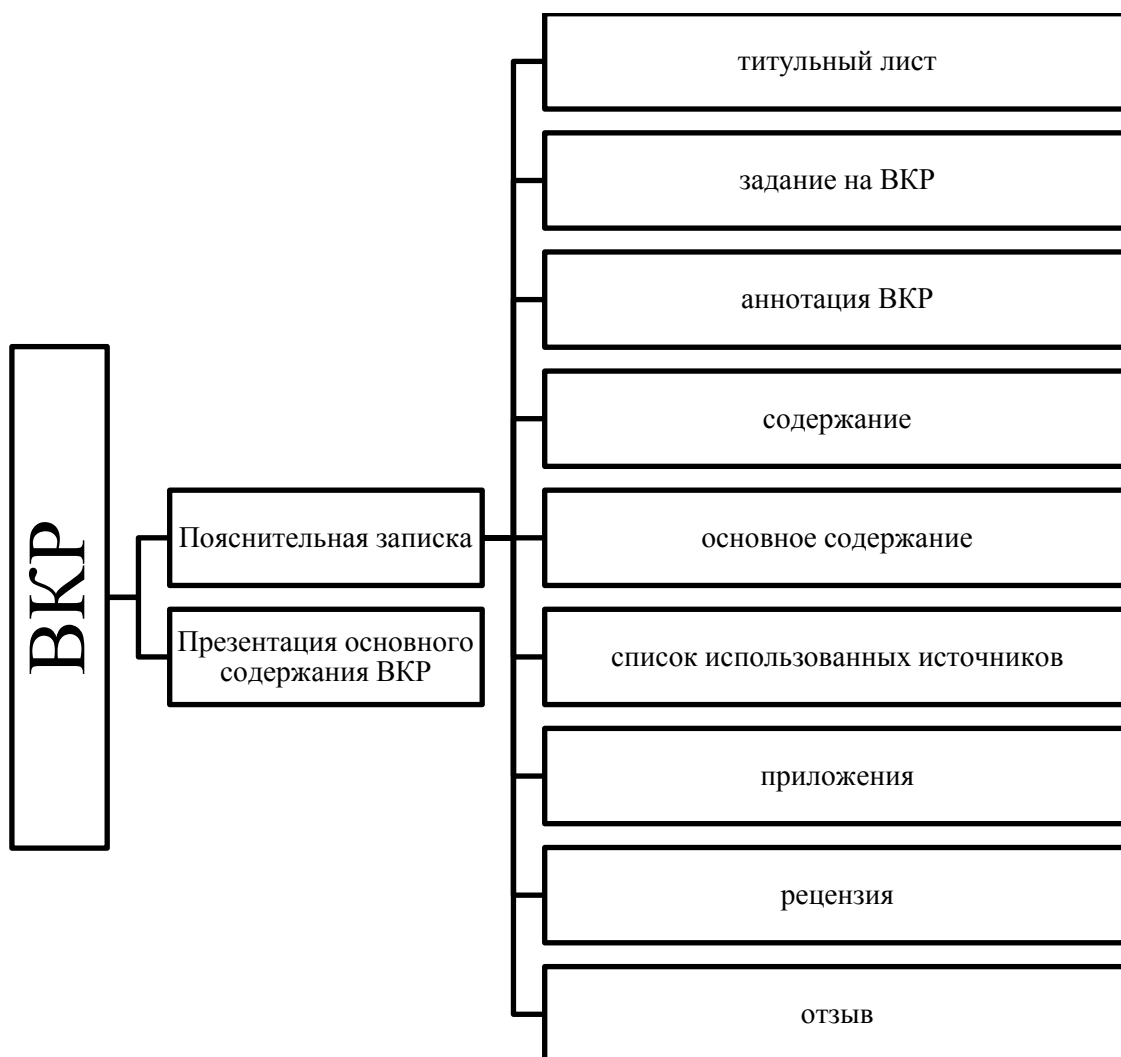 ВКР
Пояснительная записка
Презентация основного
содержания ВКР
титульный лист
задание на ВКР
аннотация ВКР
содержание
основное содержание
список использованных источников
приложения
рецензия
отзыв